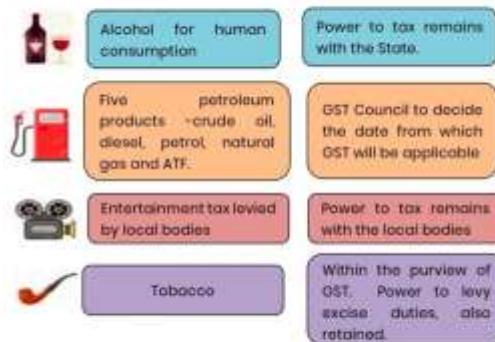 Alcohol for human
consumption
Power to tax remains
with the State.
Five petroleum
products -crude oil,
diesel, petrol, natural
gas and ATF.
GST Council to decide
the date from which
GST will be applicable
Entertainment tax levied
by local bodies
Power to tax remains
with the local bodies
Tobacco
Within the purview of
GST. Power to levy
excise duties, also
retained.